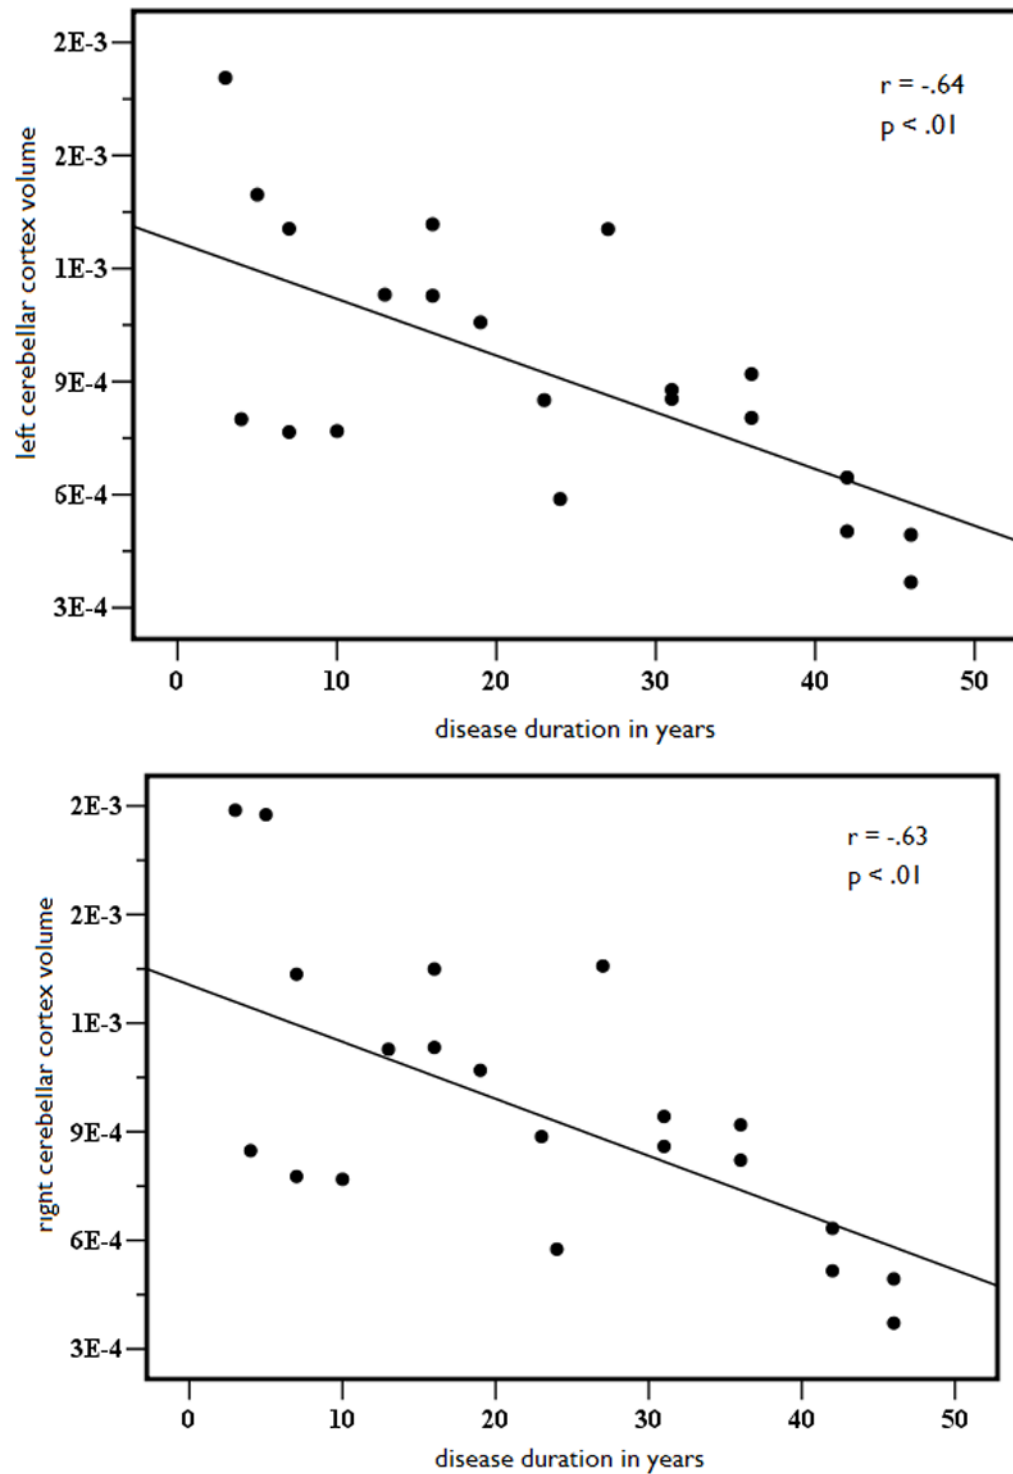 2E-3
r = -.64
p < .01
2E-3
1E-3
9E-4
6E-4
3E-4
left cerebellar cortex volume
0 10 20 30 40 50
disease duration in years
2E-3
r = -.63
p < .01
2E-3
1E-3
9E-4
6E-4
3E-4
right cerebellar cortex volume
0 10 20 30 40 50
disease duration in years